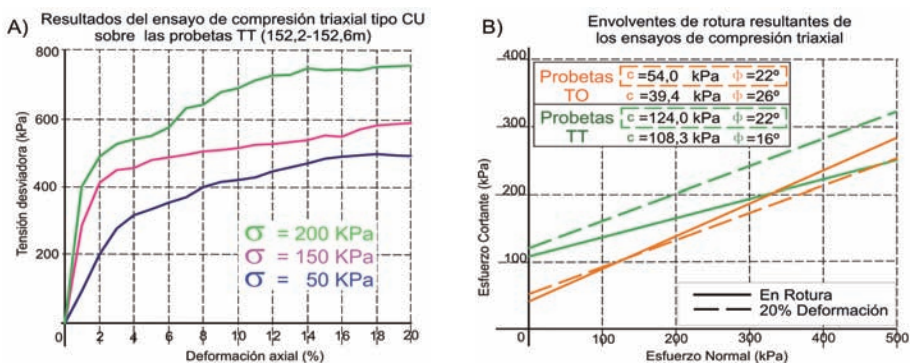 A)
Resultados del ensayo de compresión triaxial tipo CU
sobre las probetas TT (152,2-152,6m)
Tensión desviadora (kPa)
800
600
400
200
0
σ = 200 KPa
σ = 150 KPa
σ = 50 KPa
0 2 4 6 8 10 12 14 16 18 20
Deformación axial (%)
B)
Envolventes de rotura resultantes de
los ensayos de compresión triaxial
Esfuerzo Cortante (kPa)
400
300
200
100
0
Probetas TO
c =54,0 kPa ϕ =22º
c =39,4 kPa ϕ =26º
Probetas TT
c =124,0 kPa ϕ =22º
c =108,3 kPa ϕ =16º
En Rotura
20% Deformación
0 100 200 300 400 500
Esfuerzo Normal (kPa)